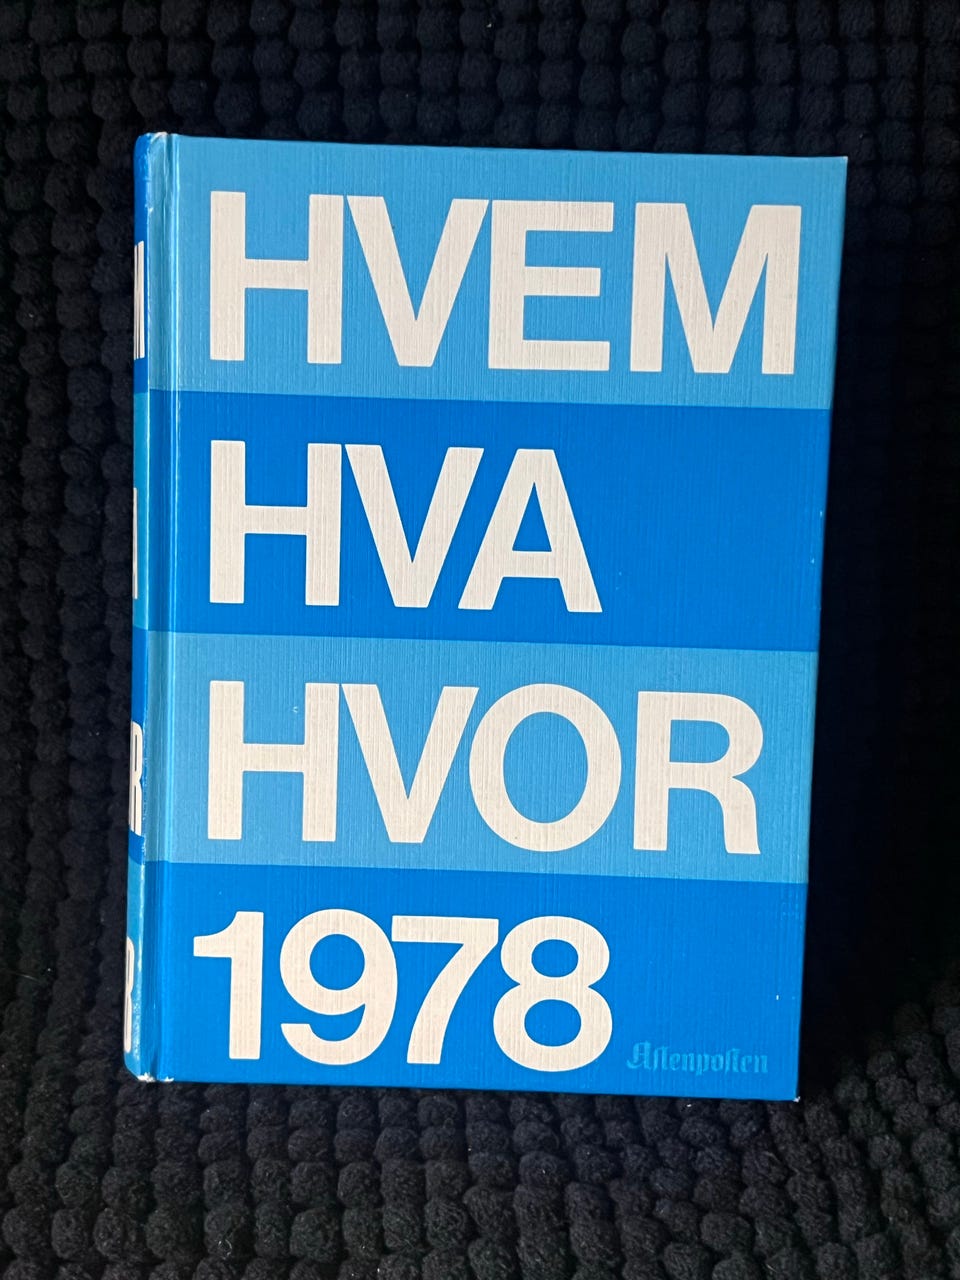 HVEM
HVA
HVOR
1978
Aftenposten